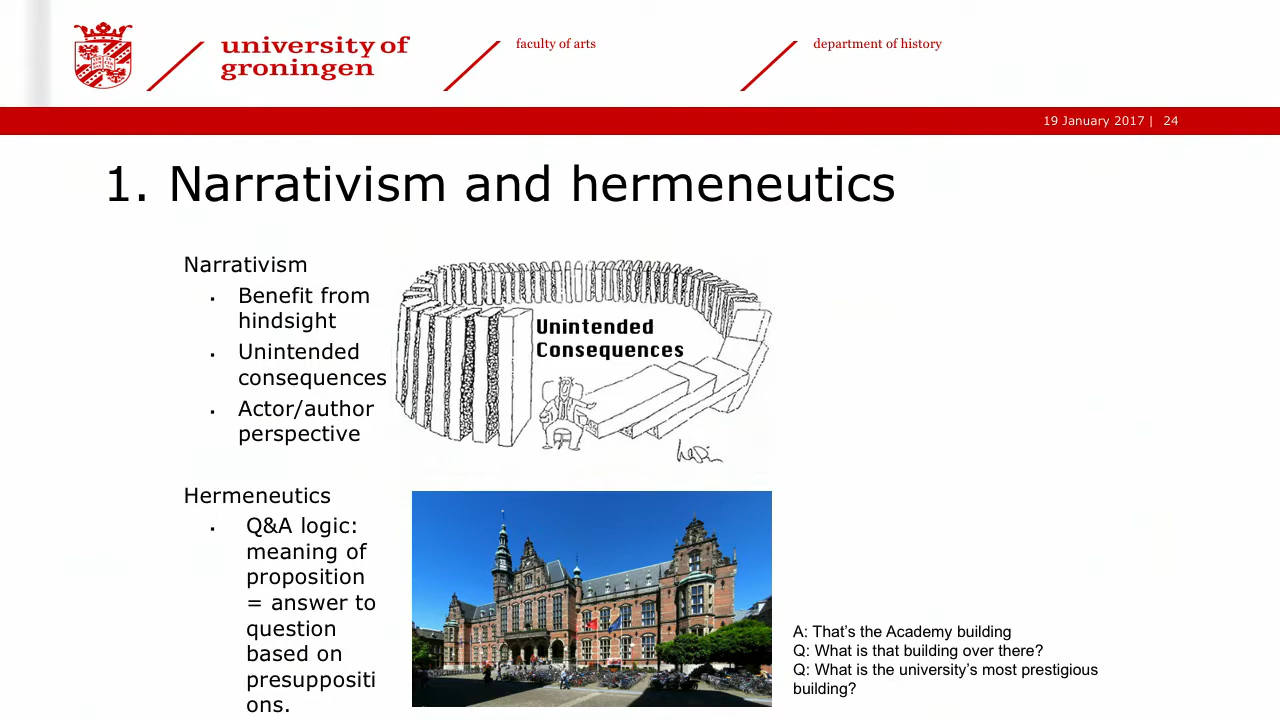 university of
groningen
faculty of arts
department of history
19 January 2017 | 24
1. Narrativism and hermeneutics
Narrativism
▪ Benefit from
hindsight
▪ Unintended
consequences
▪ Actor/author
perspective
Unintended
Consequences
Hermeneutics
▪ Q&A logic:
meaning of
proposition
= answer to
question
based on
presuppositi
ons.
A: That's the Academy building
Q: What is that building over there?
Q: What is the university's most prestigious
building?